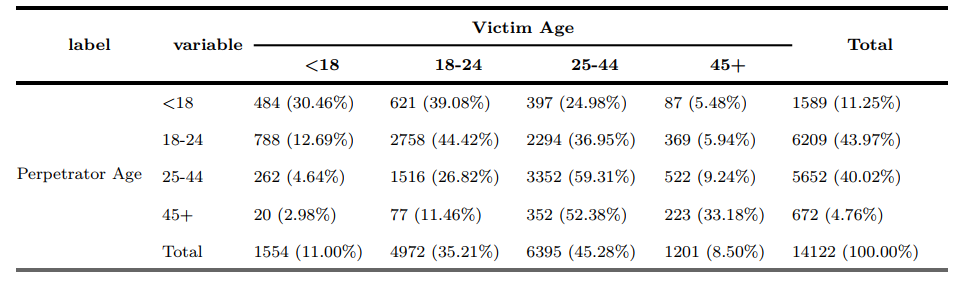 Victim Age
label variable Total
<18 18-24 25-44 45+
<18 484 (30.46%) 621 (39.08%) 397 (24.98%) 87 (5.48%) 1589 (11.25%)
18-24 788 (12.69%) 2758 (44.42%) 2294 (36.95%) 369 (5.94%) 6209 (43.97%)
Perpetrator Age 25-44 262 (4.64%) 1516 (26.82%) 3352 (59.31%) 522 (9.24%) 5652 (40.02%)
45+ 20 (2.98%) 77 (11.46%) 352 (52.38%) 223 (33.18%) 672 (4.76%)
Total 1554 (11.00%) 4972 (35.21%) 6395 (45.28%) 1201 (8.50%) 14122 (100.00%)